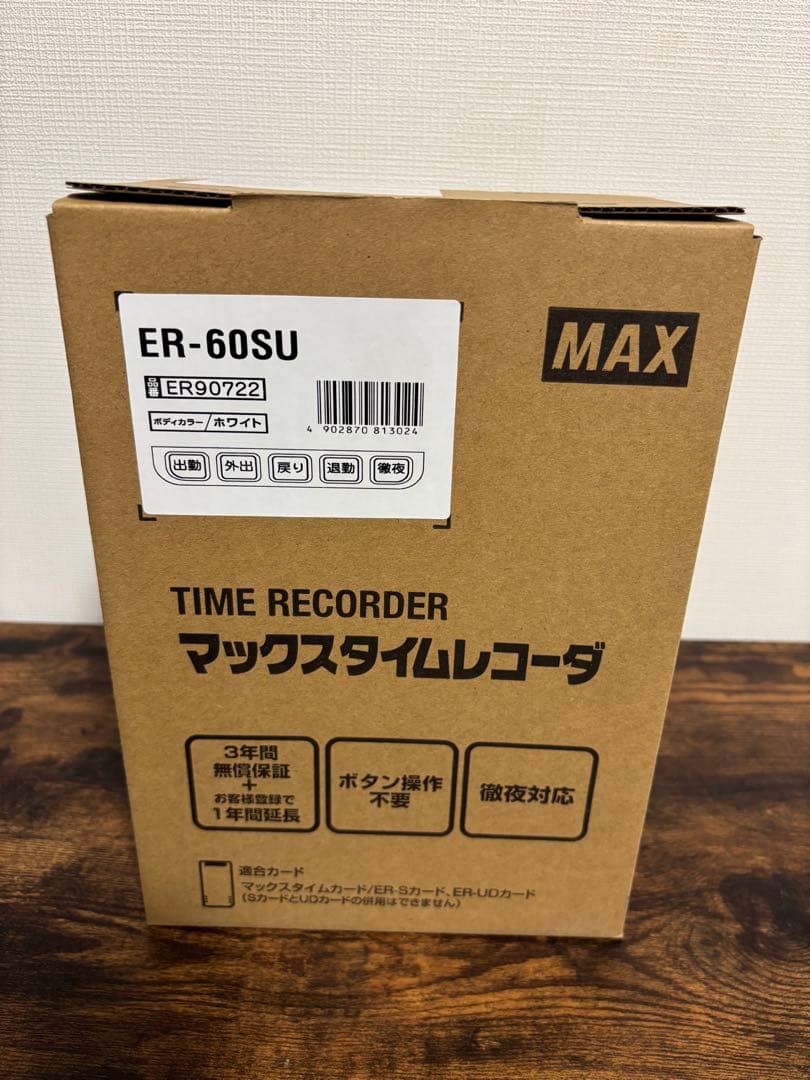 ER-60SU
品番 ER90722
ボディカラー/ホワイト
4 902870 813024
出勤 外出 戻り 退勤 徹夜
MAX
TIME RECORDER
マックスタイムレコーダ
3年間
無償保証
+
お客様登録で
1年間延長
ボタン操作
不要
徹夜対応
適合カード
マックスタイムカード/ER-Sカード、ER-UDカード
(SカードとUDカードの併用はできません)